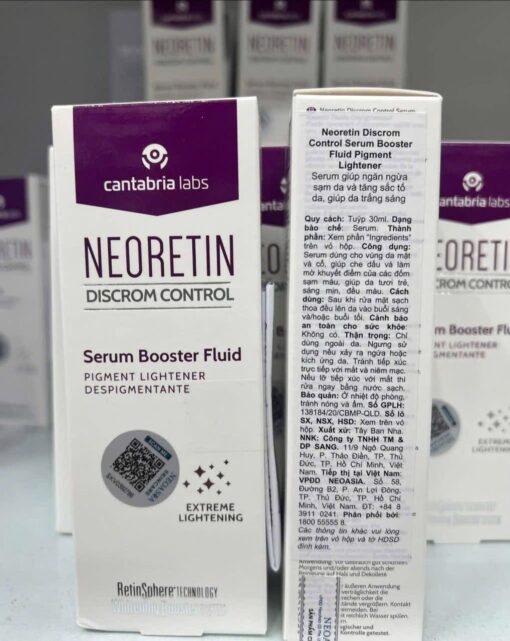 cantabria labs
NEORETIN
DISCROM CONTROL
Serum Booster Fluid
PIGMENT LIGHTENER
DESPIGMENTANTE
EXTREME
LIGHTENING
RetinSphere TECHNOLOGY
Whitening Booster
Neoretin Discrom Control Serum
Neoretin Discrom
Control Serum Booster
Fluid Pigment
Lightener
Serum giúp ngăn ngừa
sạm da và tăng sắc tố
da, giúp da trắng sáng
Quy cách: Tuýp 30ml. Dạng
bào chế: Serum. Thành
phần: Xem phần "Ingredients"
trên vỏ hộp. Công dụng:
Serum dùng cho vùng da mặt
và cổ, giúp che dấu và làm
mờ khuyết điểm của các đốm
sạm màu, giúp da tươi trẻ,
sáng mịn, đều màu. Cách
dùng: Sau khi rửa mặt sạch
thoa đều lên da vào buổi sáng
và/hoặc buổi tối. Cảnh báo
an toàn cho sức khỏe:
Không có. Thận trọng: Chỉ
dùng ngoài da. Ngưng sử
dụng nếu xảy ra ngứa hoặc
kích ứng da. Tránh tiếp xúc
trực tiếp với mắt và niêm mạc.
Nếu lỡ tiếp xúc với mắt thì
rửa ngay bằng nước sạch.
Bảo quản: Ở nhiệt độ phòng,
tránh nóng và ẩm. Số GPLH:
138184/20/CBMP-QLD. Số lô
SX, NSX, HSD: Xem trên vỏ
hộp. Xuất xứ: Tây Ban Nha.
NNK: Công ty TNHH TM &
DP SANG. 11/9 Ngô Quang
Huy, P. Thảo Điền, TP. Thủ
Đức, TP. Hồ Chí Minh, Việt
Nam. Tiếp thị tại Việt Nam:
VPĐD NEOASIA. Số 58,
Đường B2, P. An Lợi Đông,
TP. Thủ Đức, TP. Hồ Chí
Minh, Việt Nam. ĐT: +84 8
3911 0241. Phân phối bởi:
1800 55555 8.
Các thông tin khác vui lòng
xem trên vỏ hộp và tờ HDSD
đính kèm.
cantabria labs
Booster Fluid
LIGHTENER
EXTREME
LIGHTENING